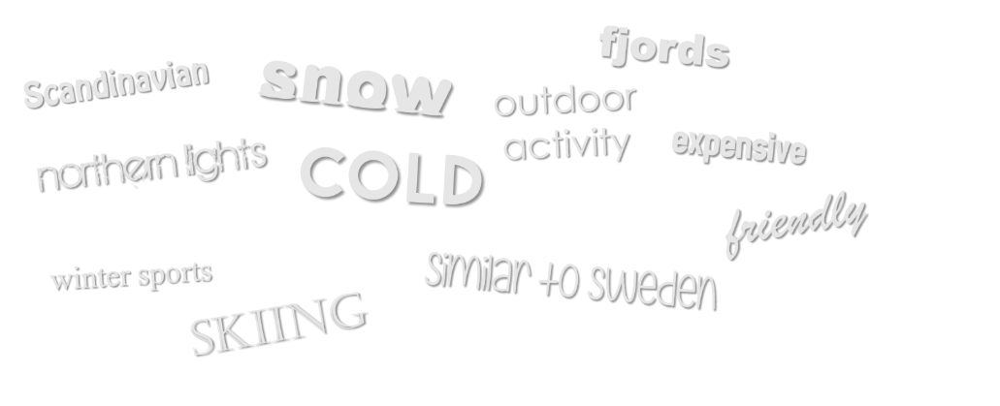 fjords
Scandinavian
snow
outdoor
activity
expensive
northern lights
COLD
friendly
winter sports
similar to sweden
SKIING